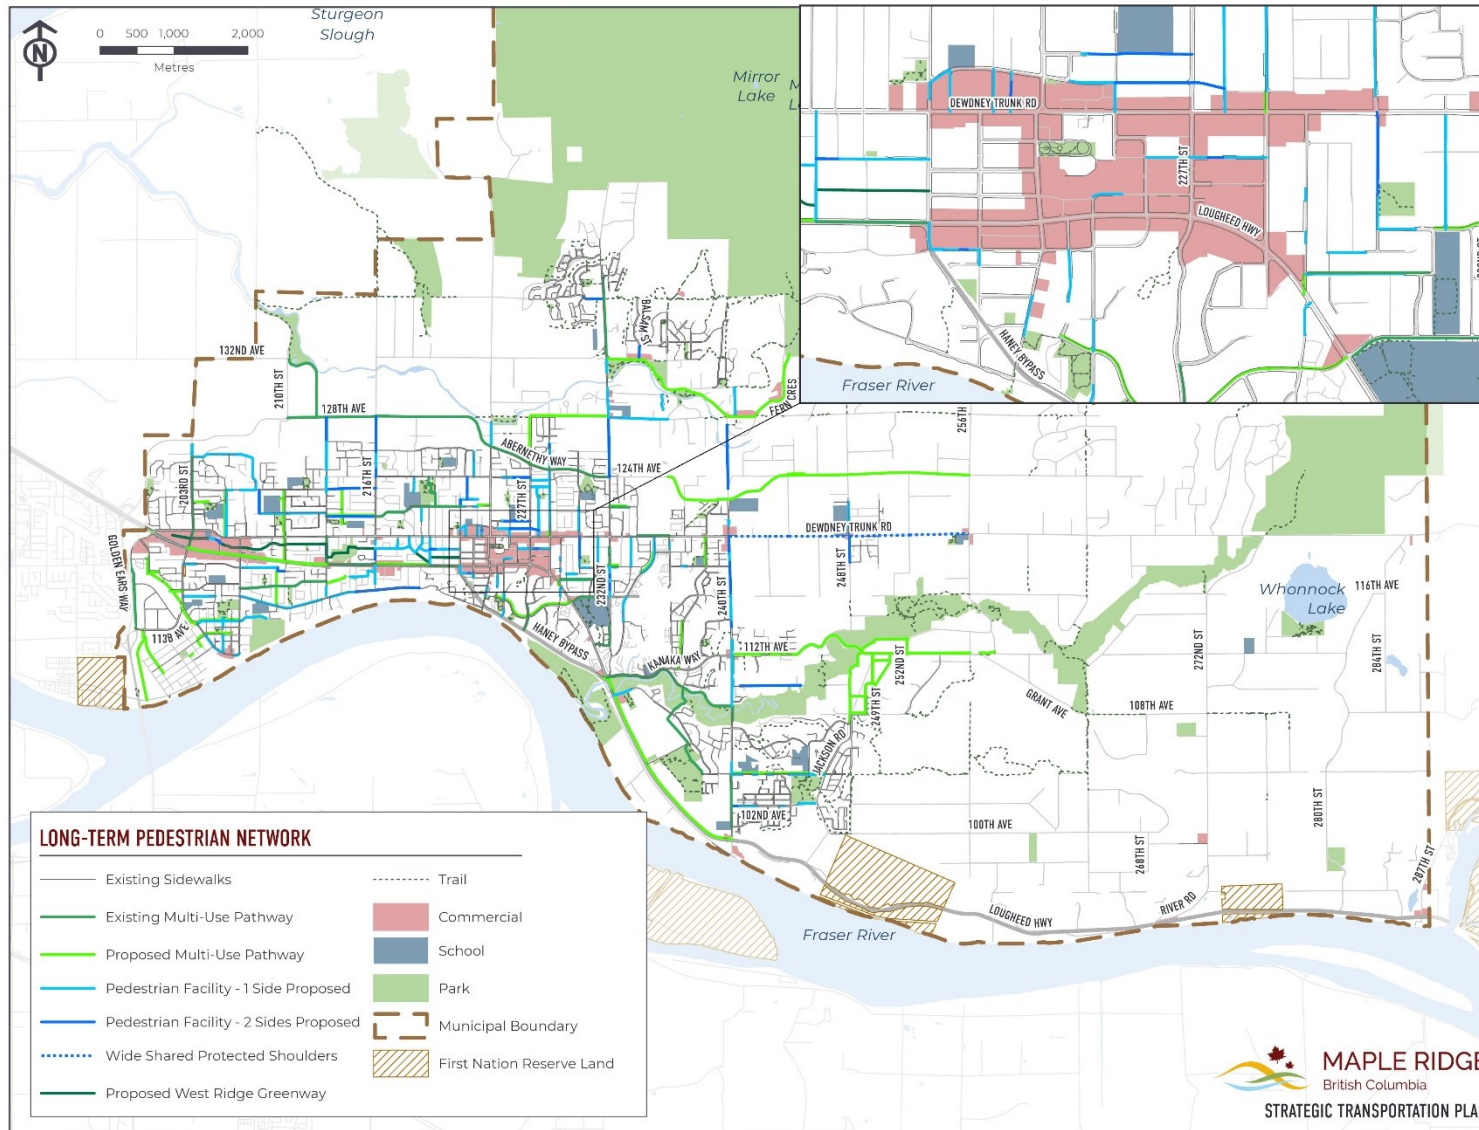 Sturgeon
Slough
N
0 500 1,000 2,000
Metres
Mirror
Lake
M
L
DEWDNEY TRUNK RD
227TH ST
LOUGHEED HWY
HANEY BYPASS
Fraser River
132ND AVE
210TH ST
BALSAM ST
128TH AVE
FERN CRES
256TH
ABERNETHY WAY
124TH AVE
203RD ST
216TH ST
227TH ST
DEWDNEY TRUNK RD
GOLDEN EARS WAY
248TH ST
232ND ST
240TH ST
Whonnock
Lake
116TH AVE
113B AVE
HANEY BYPASS
KANAKA WAY
112TH AVE
252ND ST
272ND ST
284TH ST
249TH ST
GRANT AVE
108TH AVE
JACKSON RD
102ND AVE
100TH AVE
268TH ST
280TH ST
287TH ST
LOUGHEED HWY
RIVER RD
Fraser River
LONG-TERM PEDESTRIAN NETWORK
Existing Sidewalks
Existing Multi-Use Pathway
Proposed Multi-Use Pathway
Pedestrian Facility - 1 Side Proposed
Pedestrian Facility - 2 Sides Proposed
Wide Shared Protected Shoulders
Proposed West Ridge Greenway
Trail
Commercial
School
Park
Municipal Boundary
First Nation Reserve Land
MAPLE RIDGE
British Columbia
STRATEGIC TRANSPORTATION PLA